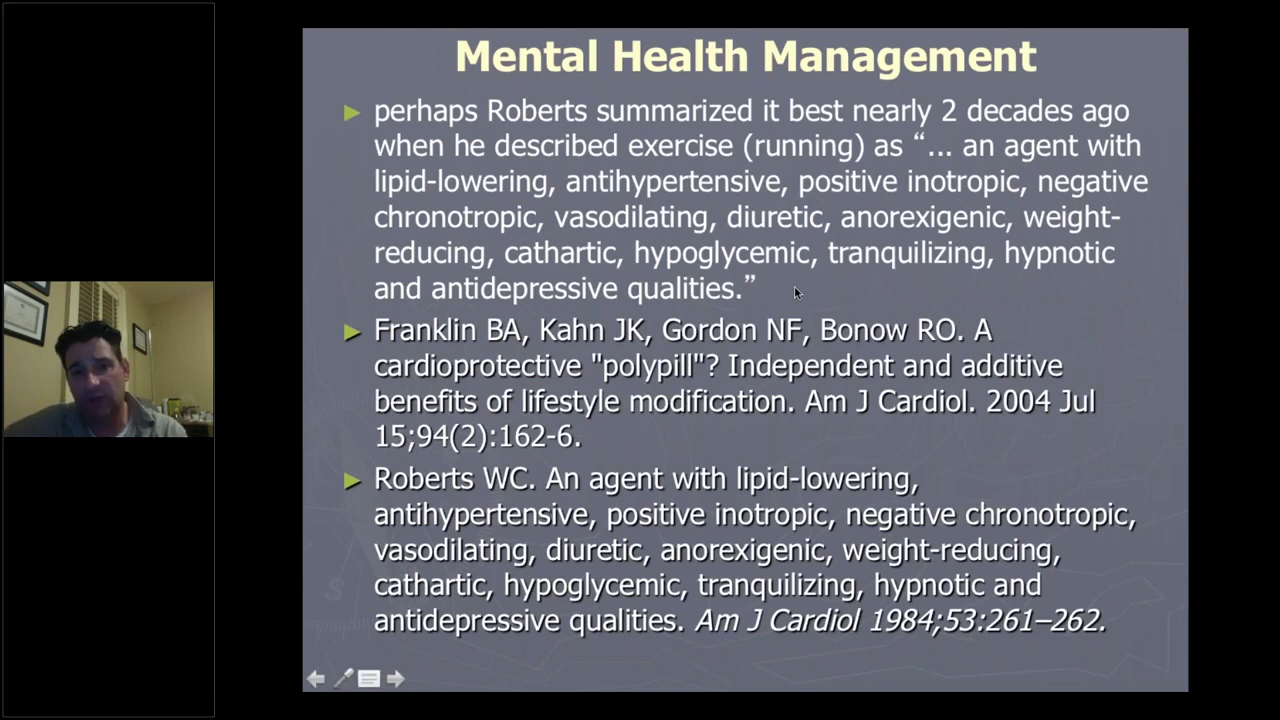 Mental Health Management
perhaps Roberts summarized it best nearly 2 decades ago
when he described exercise (running) as “... an agent with
lipid-lowering, antihypertensive, positive inotropic, negative
chronotropic, vasodilating, diuretic, anorexigenic, weight-
reducing, cathartic, hypoglycemic, tranquilizing, hypnotic
and antidepressive qualities.”
Franklin BA, Kahn JK, Gordon NF, Bonow RO. A
cardioprotective "polypill"? Independent and additive
benefits of lifestyle modification. Am J Cardiol. 2004 Jul
15;94(2):162-6.
Roberts WC. An agent with lipid-lowering,
antihypertensive, positive inotropic, negative chronotropic,
vasodilating, diuretic, anorexigenic, weight-reducing,
cathartic, hypoglycemic, tranquilizing, hypnotic and
antidepressive qualities. Am J Cardiol 1984;53:261–262.